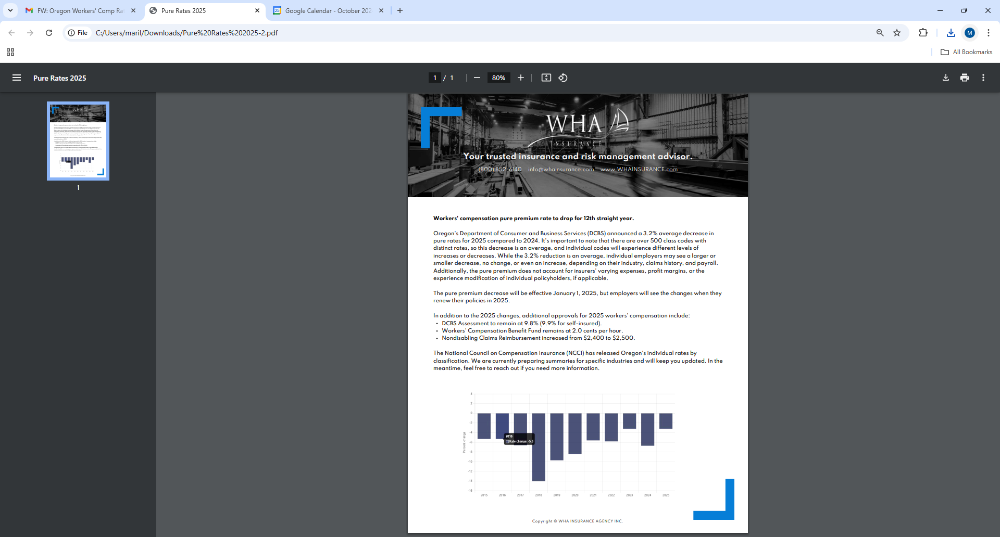 FW: Oregon Workers' Comp Ra
Pure Rates 2025
Google Calendar - October 202
File
C:/Users/maril/Downloads/Pure%20Rates%202025-2.pdf
M
All Bookmarks
Pure Rates 2025
1 / 1
80%
1
WHA
INSURANCE
Your trusted insurance and risk management advisor.
(800) 852-6140 info@whainsurance.com www.WHAINSURANCE.com
Workers' compensation pure premium rate to drop for 12th straight year.
Oregon's Department of Consumer and Business Services (DCBS) announced a 3.2% average decrease in
pure rates for 2025 compared to 2024. It's important to note that there are over 500 class codes with
distinct rates, so this decrease is an average, and individual codes will experience different levels of
increases or decreases. While the 3.2% reduction is an average, individual employers may see a larger or
smaller decrease, no change, or even an increase, depending on their industry, claims history, and payroll.
Additionally, the pure premium does not account for insurers' varying expenses, profit margins, or the
experience modification of individual policyholders, if applicable.
The pure premium decrease will be effective January 1, 2025, but employers will see the changes when they
renew their policies in 2025.
In addition to the 2025 changes, additional approvals for 2025 workers' compensation include:
• DCBS Assessment to remain at 9.8% (9.9% for self-insured).
• Workers' Compensation Benefit Fund remains at 2.0 cents per hour.
• Nondisabling Claims Reimbursement increased from $2,400 to $2,500.
The National Council on Compensation Insurance (NCCI) has released Oregon's individual rates by
classification. We are currently preparing summaries for specific industries and will keep you updated. In the
meantime, feel free to reach out if you need more information.
4
2
0
-2
-4
-6
-8
-10
-12
-14
-16
Percent change
2016
Rate change: -5.3
2015 2016 2017 2018 2019 2020 2021 2022 2023 2024 2025
Copyright © WHA INSURANCE AGENCY INC.